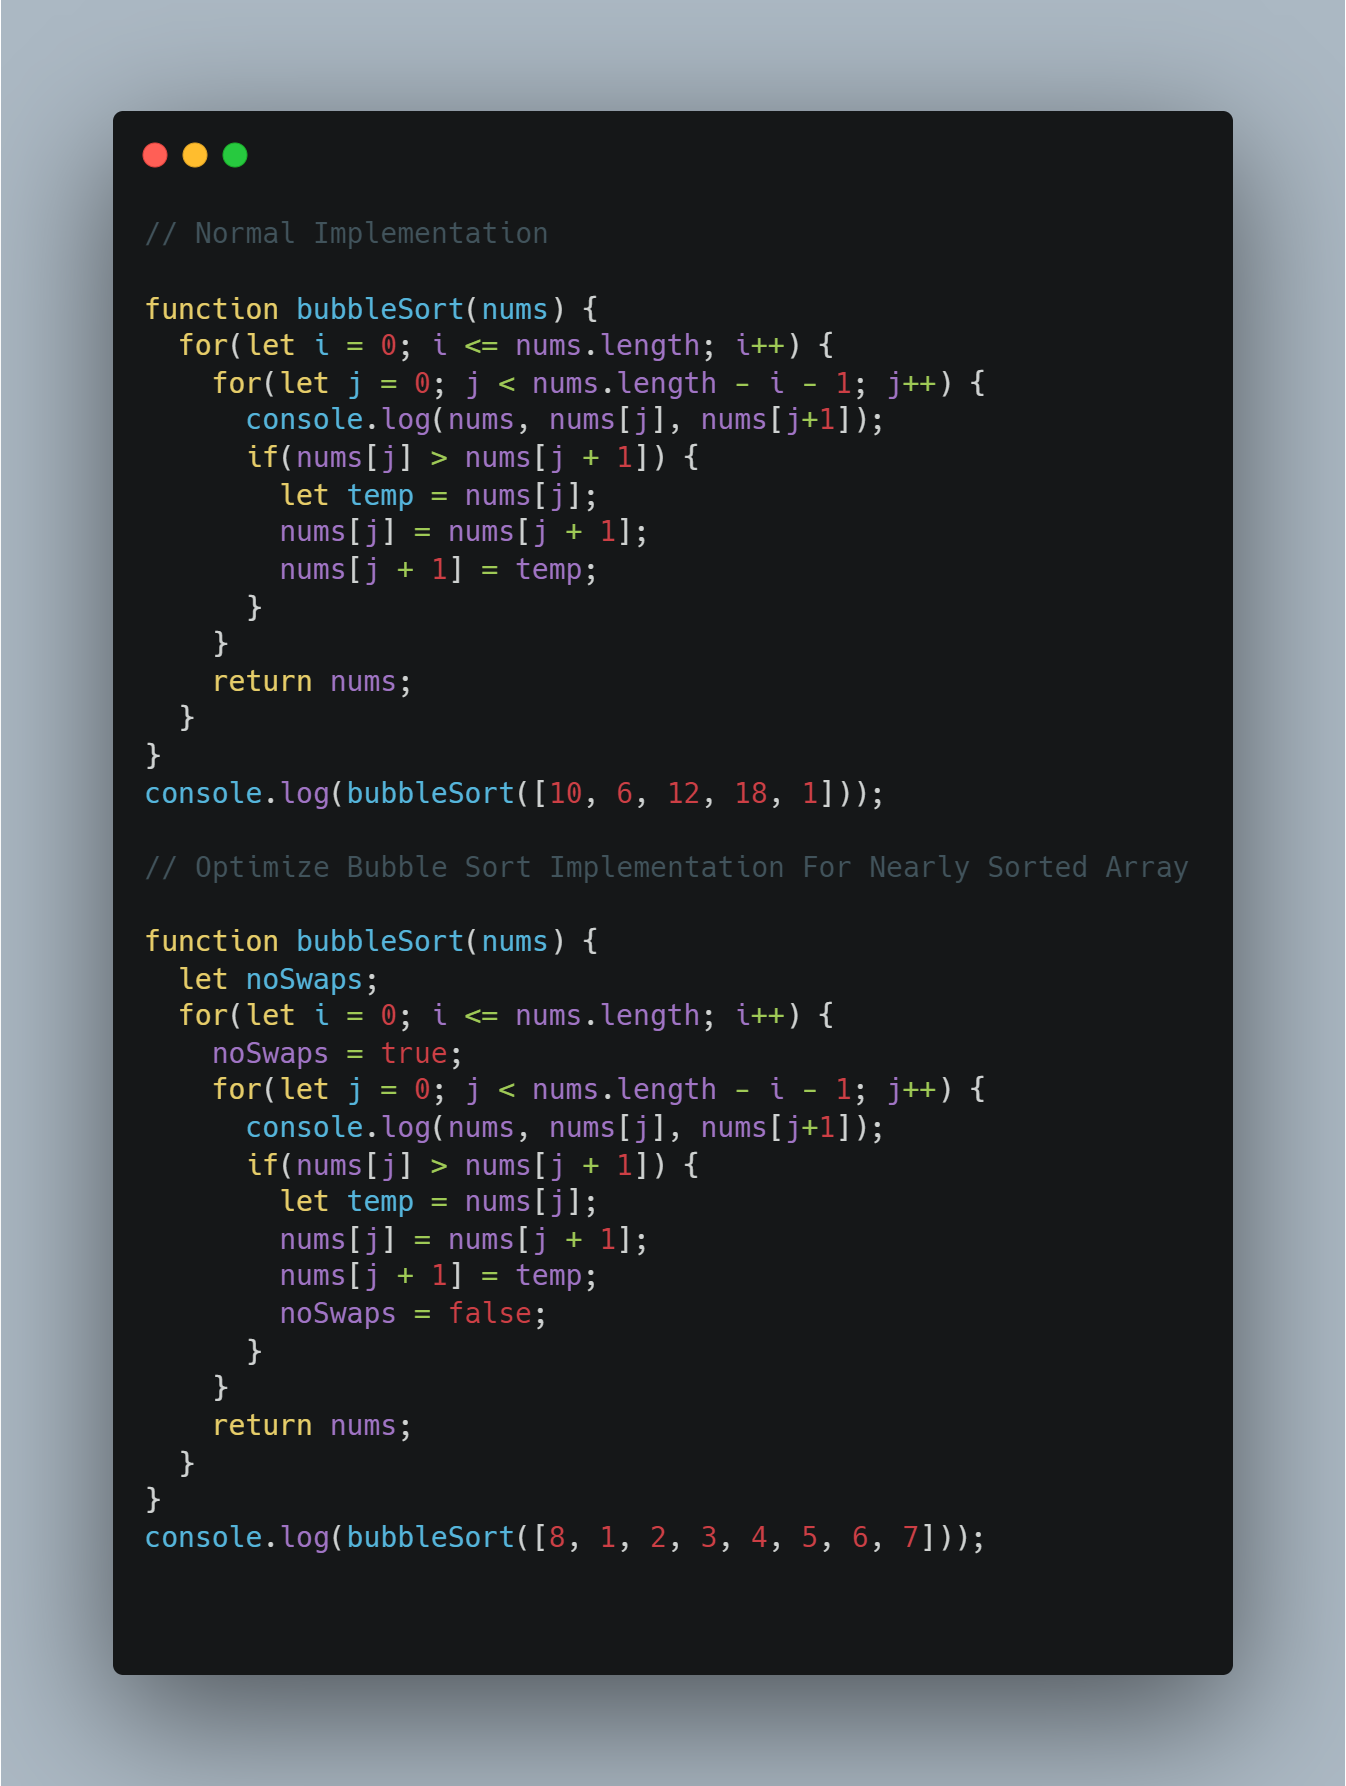 // Normal Implementation
function bubbleSort(nums) {
  for(let i = 0; i <= nums.length; i++) {
    for(let j = 0; j < nums.length - i - 1; j++) {
      console.log(nums, nums[j], nums[j+1]);
      if(nums[j] > nums[j + 1]) {
        let temp = nums[j];
        nums[j] = nums[j + 1];
        nums[j + 1] = temp;
      }
    }
    return nums;
  }
}
console.log(bubbleSort([10, 6, 12, 18, 1]));
// Optimize Bubble Sort Implementation For Nearly Sorted Array
function bubbleSort(nums) {
  let noSwaps;
  for(let i = 0; i <= nums.length; i++) {
    noSwaps = true;
    for(let j = 0; j < nums.length - i - 1; j++) {
      console.log(nums, nums[j], nums[j+1]);
      if(nums[j] > nums[j + 1]) {
        let temp = nums[j];
        nums[j] = nums[j + 1];
        nums[j + 1] = temp;
        noSwaps = false;
      }
    }
    return nums;
  }
}
console.log(bubbleSort([8, 1, 2, 3, 4, 5, 6, 7]));